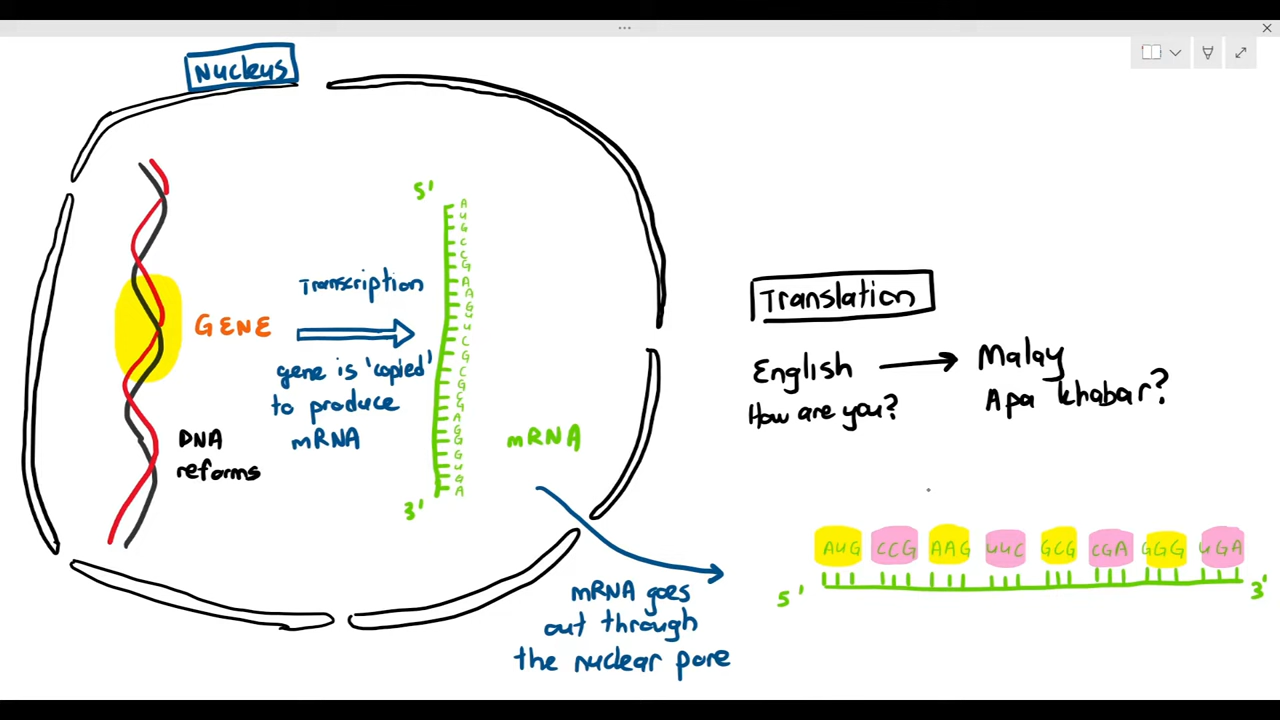 Nucleus
5'
A
U
G
C
C
G
A
A
G
U
C
G
C
G
C
G
A
G
G
U
G
A
3'
Transcription
GENE
gene is 'copied'
to produce
mRNA
DNA
reforms
mRNA
mRNA goes
out through
the nuclear pore
Translation
English Malay
How are you? Apa khabar?
AUG CCG AAG UUC GCG CGA GGG UGA
5' 3'